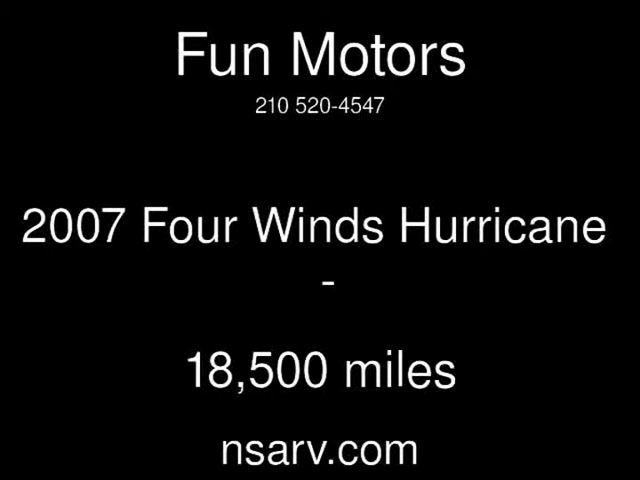 Fun Motors
210 520-4547
2007 Four Winds Hurricane
-
18,500 miles
nsarv.com